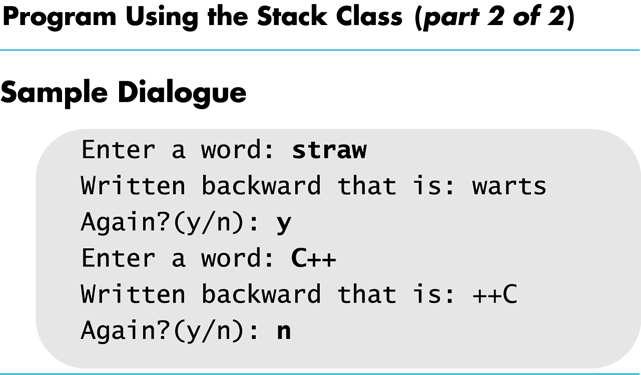 Program Using the Stack Class (part 2 of 2)
Sample Dialogue
Enter a word: straw
Written backward that is: warts
Again?(y/n): y
Enter a word: C++
Written backward that is: ++C
Again?(y/n): n